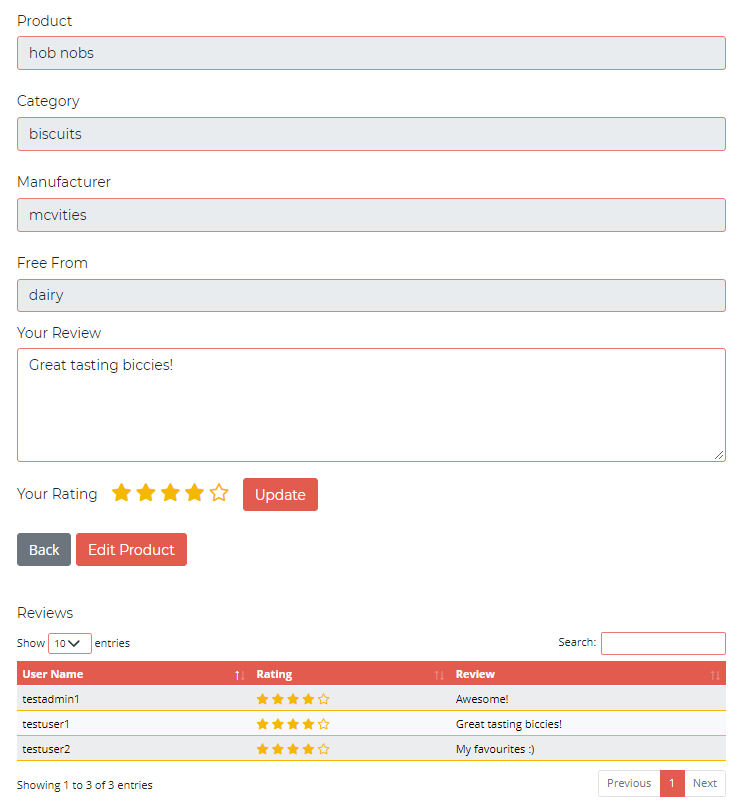 Product
hob nobs
Category
biscuits
Manufacturer
mcvities
Free From
dairy
Your Review
Great tasting biccies!
Your Rating Update
Back Edit Product
Reviews
Show 10 entries Search:
User Name Rating Review
testadmin1 Awesome!
testuser1 Great tasting biccies!
testuser2 My favourites :)
Showing 1 to 3 of 3 entries Previous 1 Next